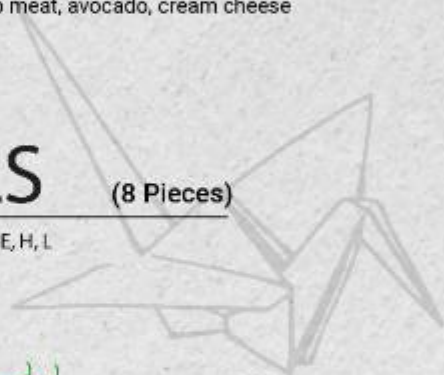 meat, avocado, cream cheese
S (8 Pieces)
E, H, L